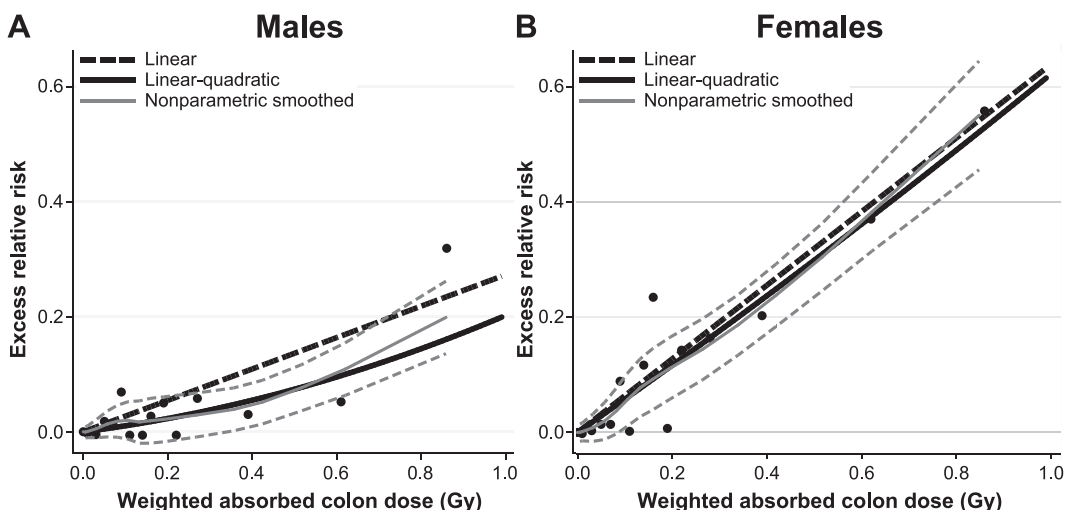 A
Males
Linear
Linear-quadratic
Nonparametric smoothed
Excess relative risk
0.6
0.4
0.2
0.0
0.0 0.2 0.4 0.6 0.8 1.0
Weighted absorbed colon dose (Gy)
B
Females
Linear
Linear-quadratic
Nonparametric smoothed
Excess relative risk
0.6
0.4
0.2
0.0
0.0 0.2 0.4 0.6 0.8 1.0
Weighted absorbed colon dose (Gy)